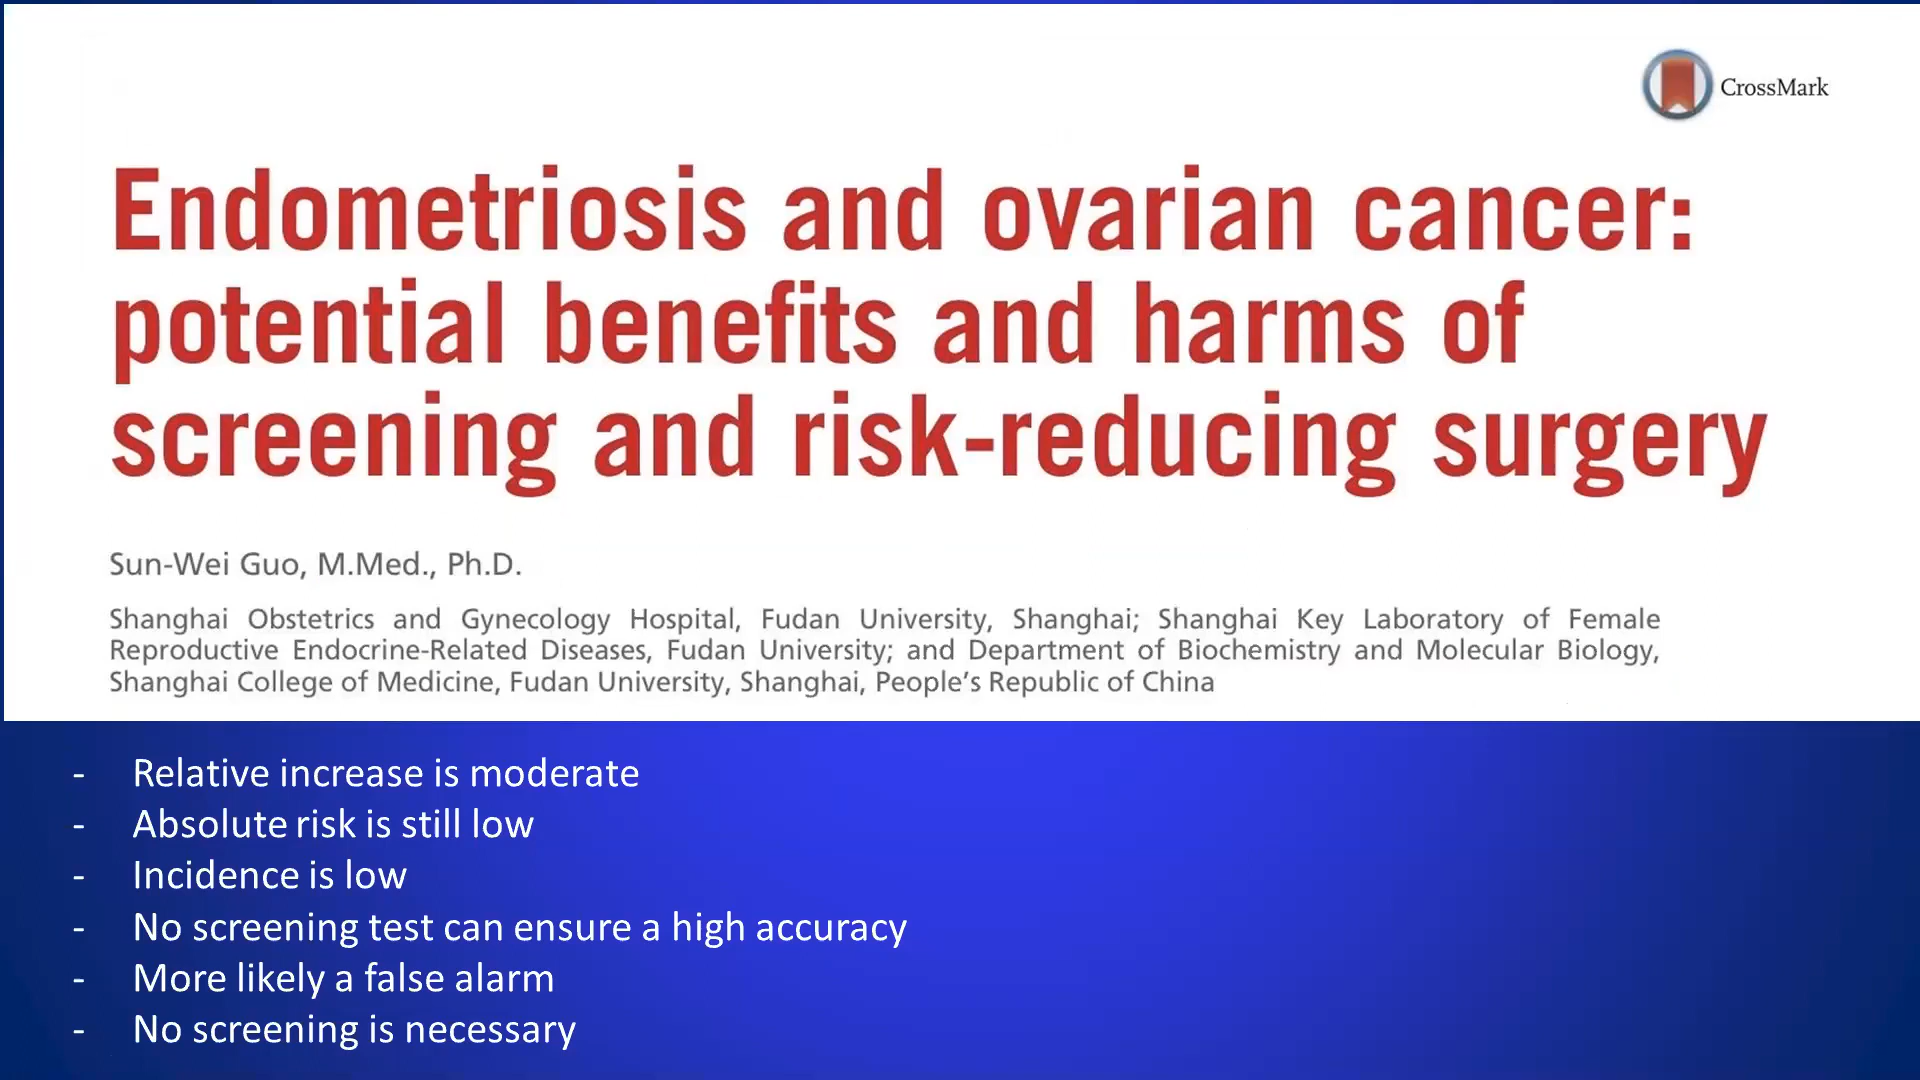 CrossMark
Endometriosis and ovarian cancer:
potential benefits and harms of
screening and risk-reducing surgery
Sun-Wei Guo, M.Med., Ph.D.
Shanghai Obstetrics and Gynecology Hospital, Fudan University, Shanghai; Shanghai Key Laboratory of Female
Reproductive Endocrine-Related Diseases, Fudan University; and Department of Biochemistry and Molecular Biology,
Shanghai College of Medicine, Fudan University, Shanghai, People’s Republic of China
- Relative increase is moderate
- Absolute risk is still low
- Incidence is low
- No screening test can ensure a high accuracy
- More likely a false alarm
- No screening is necessary